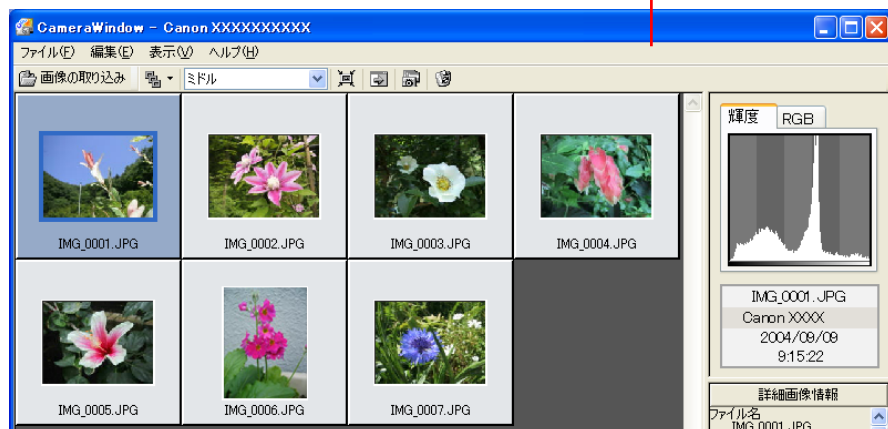 CameraWindow - Canon XXXXXXXXXX
ファイル(F) 編集(E) 表示(V) ヘルプ(H)
画像の取り込み ミドル
輝度 RGB
IMG_0001.JPG IMG_0002.JPG IMG_0003.JPG IMG_0004.JPG
IMG_0005.JPG IMG_0006.JPG IMG_0007.JPG
IMG_0001.JPG
Canon XXXX
2004/09/09
9:15:22
詳細画像情報
ファイル名
IMG_0001.JPG